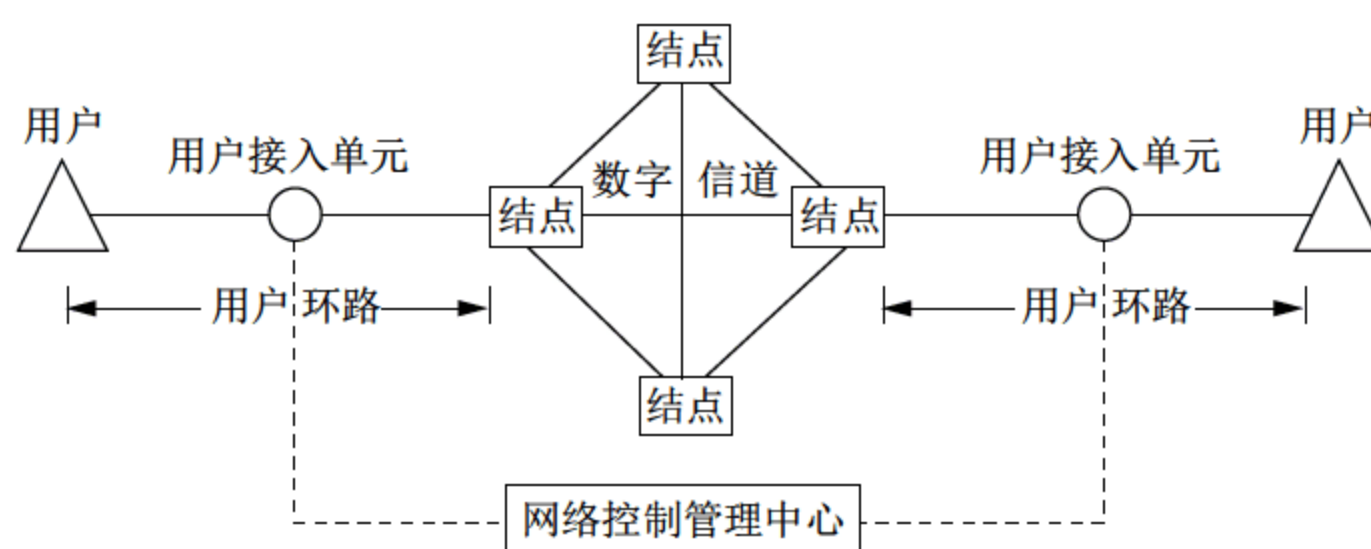 结点
用户
用户
用户接入单元
用户接入单元
数字 信道
结点
结点
用户 环路
用户 环路
结点
网络控制管理中心